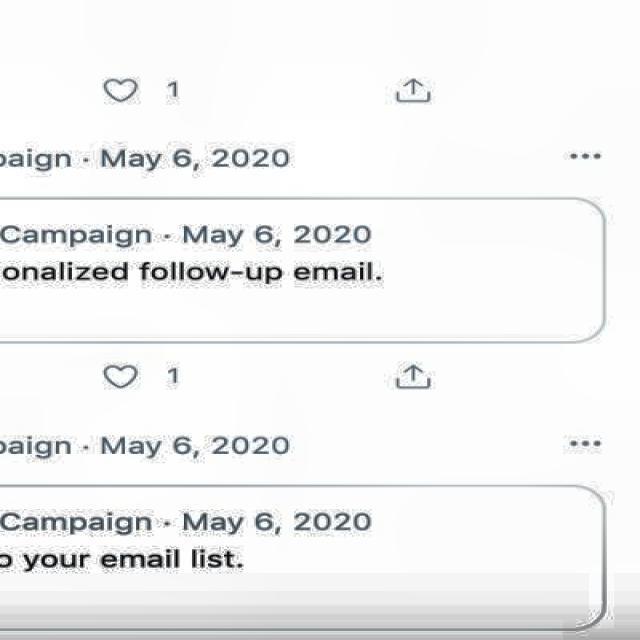 1
paign · May 6, 2020 ...
Campaign · May 6, 2020
onalized follow-up email.
1
paign · May 6, 2020 ...
Campaign · May 6, 2020
o your email list.